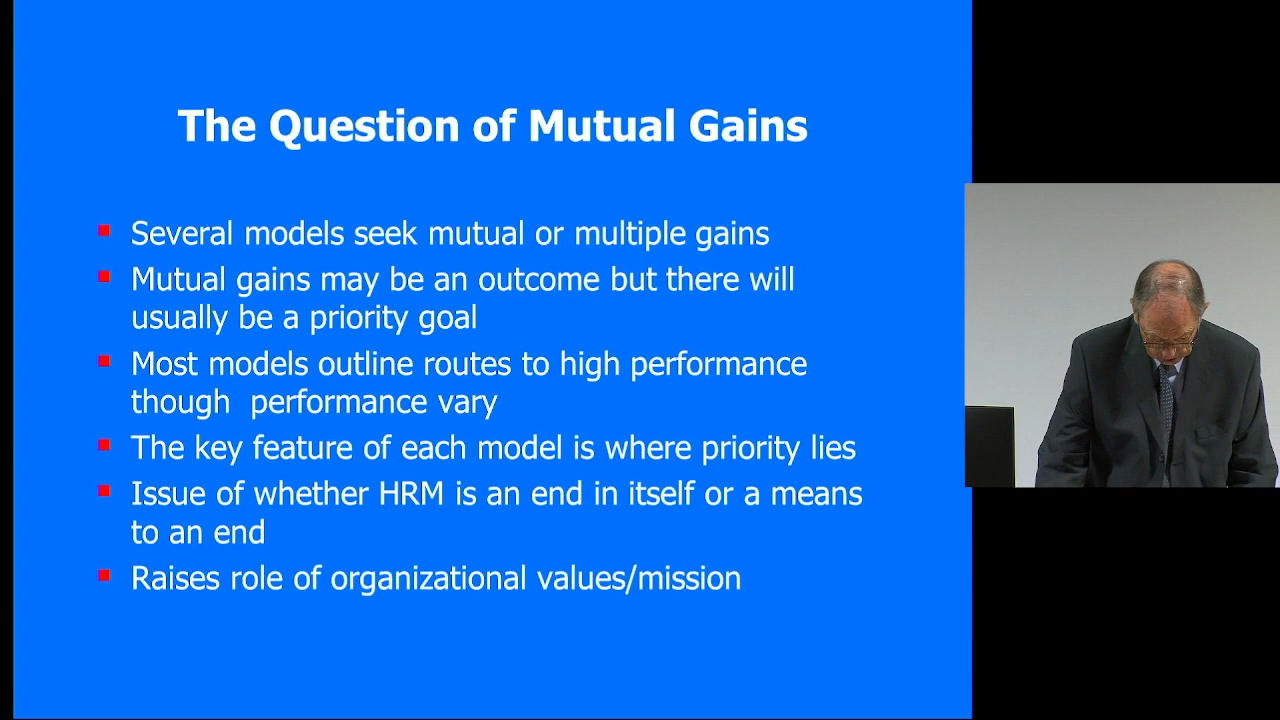 The Question of Mutual Gains
Several models seek mutual or multiple gains
Mutual gains may be an outcome but there will
usually be a priority goal
Most models outline routes to high performance
though  performance vary
The key feature of each model is where priority lies
Issue of whether HRM is an end in itself or a means
to an end
Raises role of organizational values/mission